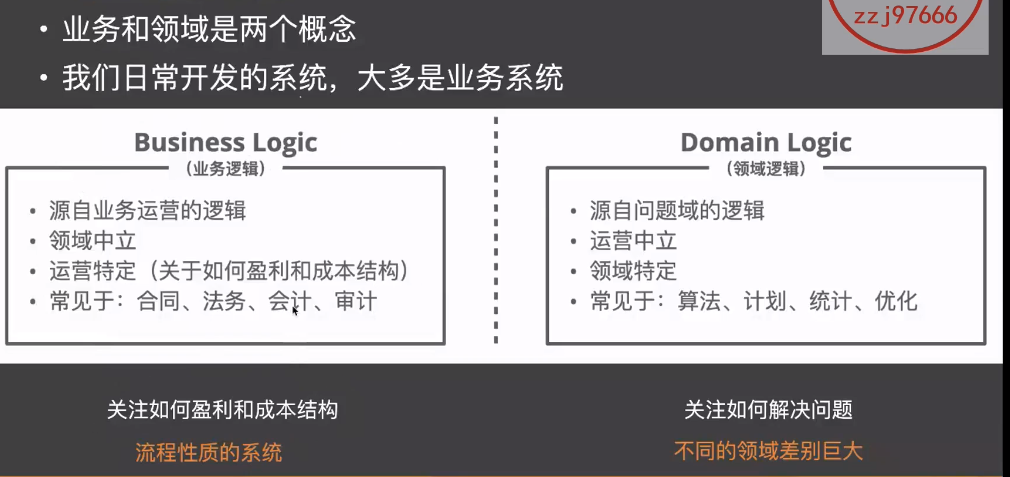 zzj97666
• 业务和领域是两个概念
• 我们日常开发的系统，大多是业务系统
Business Logic
（业务逻辑）
• 源自业务运营的逻辑
• 领域中立
• 运营特定（关于如何盈利和成本结构）
• 常见于：合同、法务、会计、审计
Domain Logic
（领域逻辑）
• 源自问题域的逻辑
• 运营中立
• 领域特定
• 常见于：算法、计划、统计、优化
关注如何盈利和成本结构
流程性质的系统
关注如何解决问题
不同的领域差别巨大